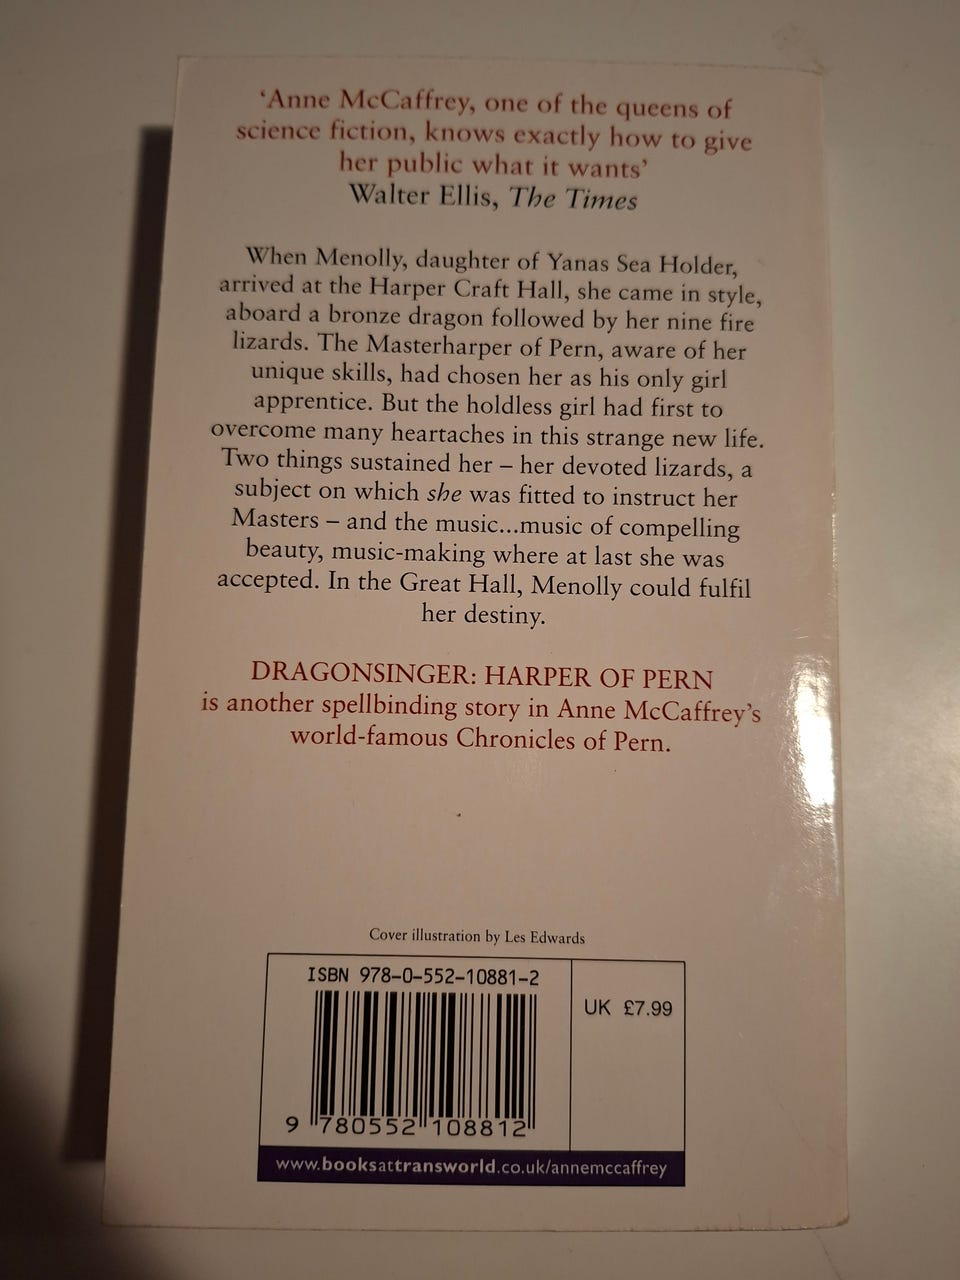 ‘Anne McCaffrey, one of the queens of
science fiction, knows exactly how to give
her public what it wants’
Walter Ellis, The Times
When Menolly, daughter of Yanas Sea Holder,
arrived at the Harper Craft Hall, she came in style,
aboard a bronze dragon followed by her nine fire
lizards. The Masterharper of Pern, aware of her
unique skills, had chosen her as his only girl
apprentice. But the holdless girl had first to
overcome many heartaches in this strange new life.
Two things sustained her – her devoted lizards, a
subject on which she was fitted to instruct her
Masters – and the music...music of compelling
beauty, music-making where at last she was
accepted. In the Great Hall, Menolly could fulfil
her destiny.
DRAGONSINGER: HARPER OF PERN
is another spellbinding story in Anne McCaffrey’s
world-famous Chronicles of Pern.
Cover illustration by Les Edwards
ISBN 978-0-552-10881-2
UK £7.99
9 780552 108812
www.booksattransworld.co.uk/annemccaffrey